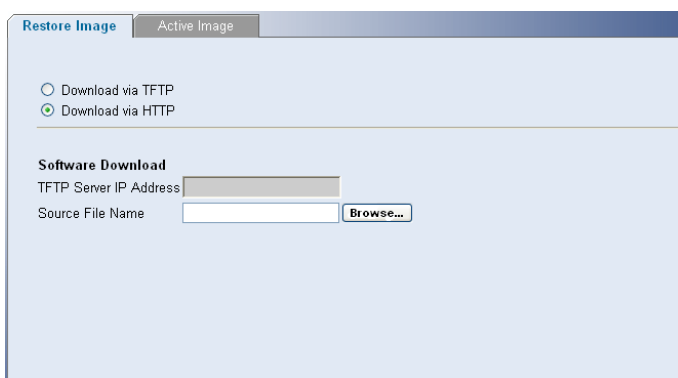 Restore Image
Active Image
Download via TFTP
Download via HTTP
Software Download
TFTP Server IP Address
Source File Name
Browse...